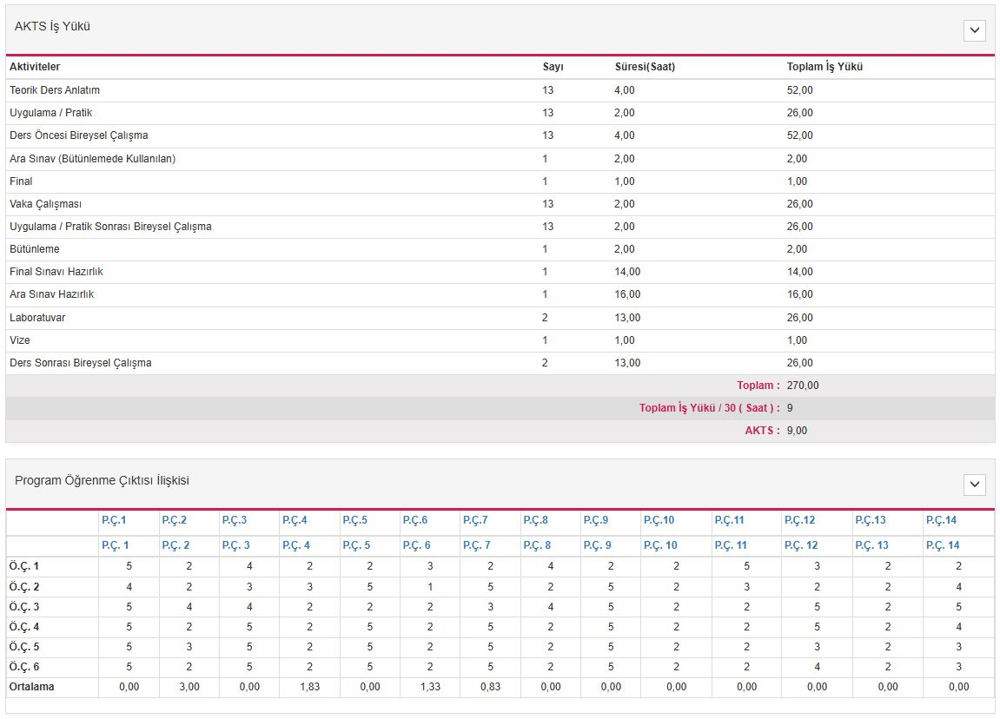 AKTS İş Yükü
Aktiviteler Sayı Süresi(Saat) Toplam İş Yükü
Teorik Ders Anlatım 13 4,00 52,00
Uygulama / Pratik 13 2,00 26,00
Ders Öncesi Bireysel Çalışma 13 4,00 52,00
Ara Sınav (Bütünlemede Kullanılan) 1 2,00 2,00
Final 1 1,00 1,00
Vaka Çalışması 13 2,00 26,00
Uygulama / Pratik Sonrası Bireysel Çalışma 13 2,00 26,00
Bütünleme 1 2,00 2,00
Final Sınavı Hazırlık 1 14,00 14,00
Ara Sınav Hazırlık 1 16,00 16,00
Laboratuvar 2 13,00 26,00
Vize 1 1,00 1,00
Ders Sonrası Bireysel Çalışma 2 13,00 26,00
Toplam : 270,00
Toplam İş Yükü / 30 ( Saat ) : 9
AKTS : 9,00
Program Öğrenme Çıktısı İlişkisi
P.Ç.1 P.Ç.2 P.Ç.3 P.Ç.4 P.Ç.5 P.Ç.6 P.Ç.7 P.Ç.8 P.Ç.9 P.Ç.10 P.Ç.11 P.Ç.12 P.Ç.13 P.Ç.14
P.Ç. 1 P.Ç. 2 P.Ç. 3 P.Ç. 4 P.Ç. 5 P.Ç. 6 P.Ç. 7 P.Ç. 8 P.Ç. 9 P.Ç. 10 P.Ç. 11 P.Ç. 12 P.Ç. 13 P.Ç. 14
Ö.Ç. 1 5 2 4 2 2 3 2 4 2 2 5 3 2 2
Ö.Ç. 2 4 2 3 3 5 1 5 2 5 2 3 2 2 4
Ö.Ç. 3 5 4 4 2 2 2 3 4 5 2 2 5 2 5
Ö.Ç. 4 5 2 5 2 5 2 5 2 5 2 2 5 2 4
Ö.Ç. 5 5 3 5 2 5 2 5 2 5 2 2 3 2 3
Ö.Ç. 6 5 2 5 2 5 2 5 2 5 2 2 4 2 3
Ortalama 0,00 3,00 0,00 1,83 0,00 1,33 0,83 0,00 0,00 0,00 0,00 0,00 0,00 0,00